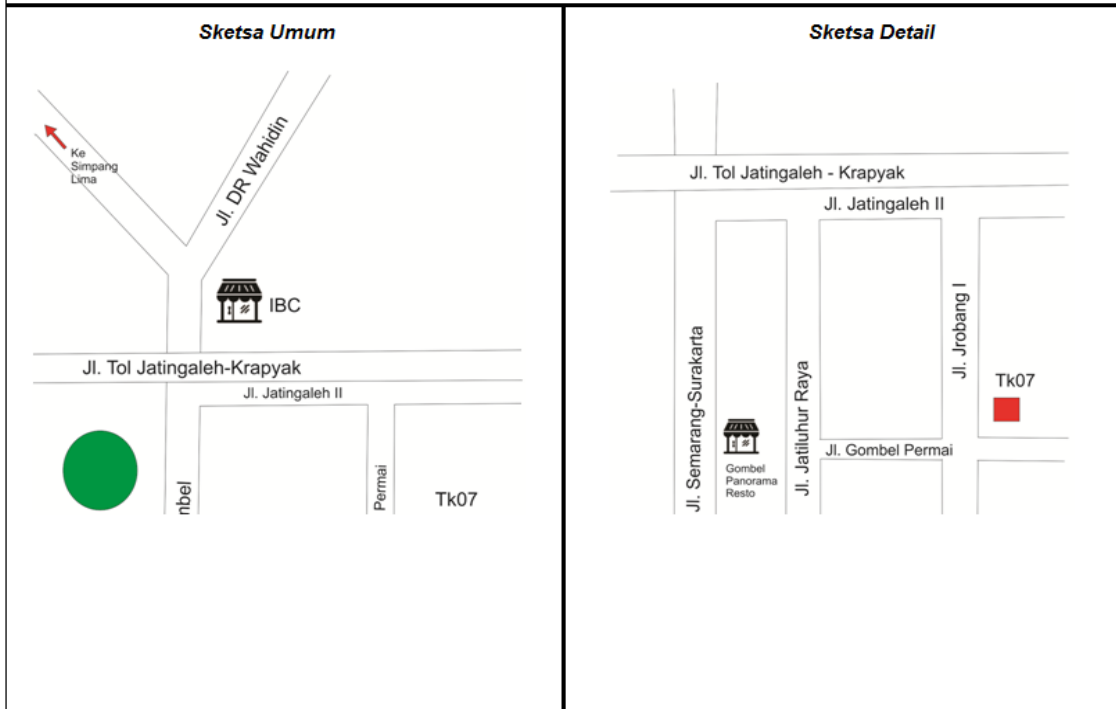 Sketsa Umum
Ke
Simpang
Lima
Jl. DR Wahidin
IBC
Jl. Tol Jatingaleh-Krapyak
Jl. Jatingaleh II
nbel
Permai
Tk07
Sketsa Detail
Jl. Tol Jatingaleh - Krapyak
Jl. Jatingaleh II
Jl. Semarang-Surakarta
Jl. Jatiluhur Raya
Jl. Jrobang I
Tk07
Jl. Gombel Permai
Gombel
Panorama
Resto